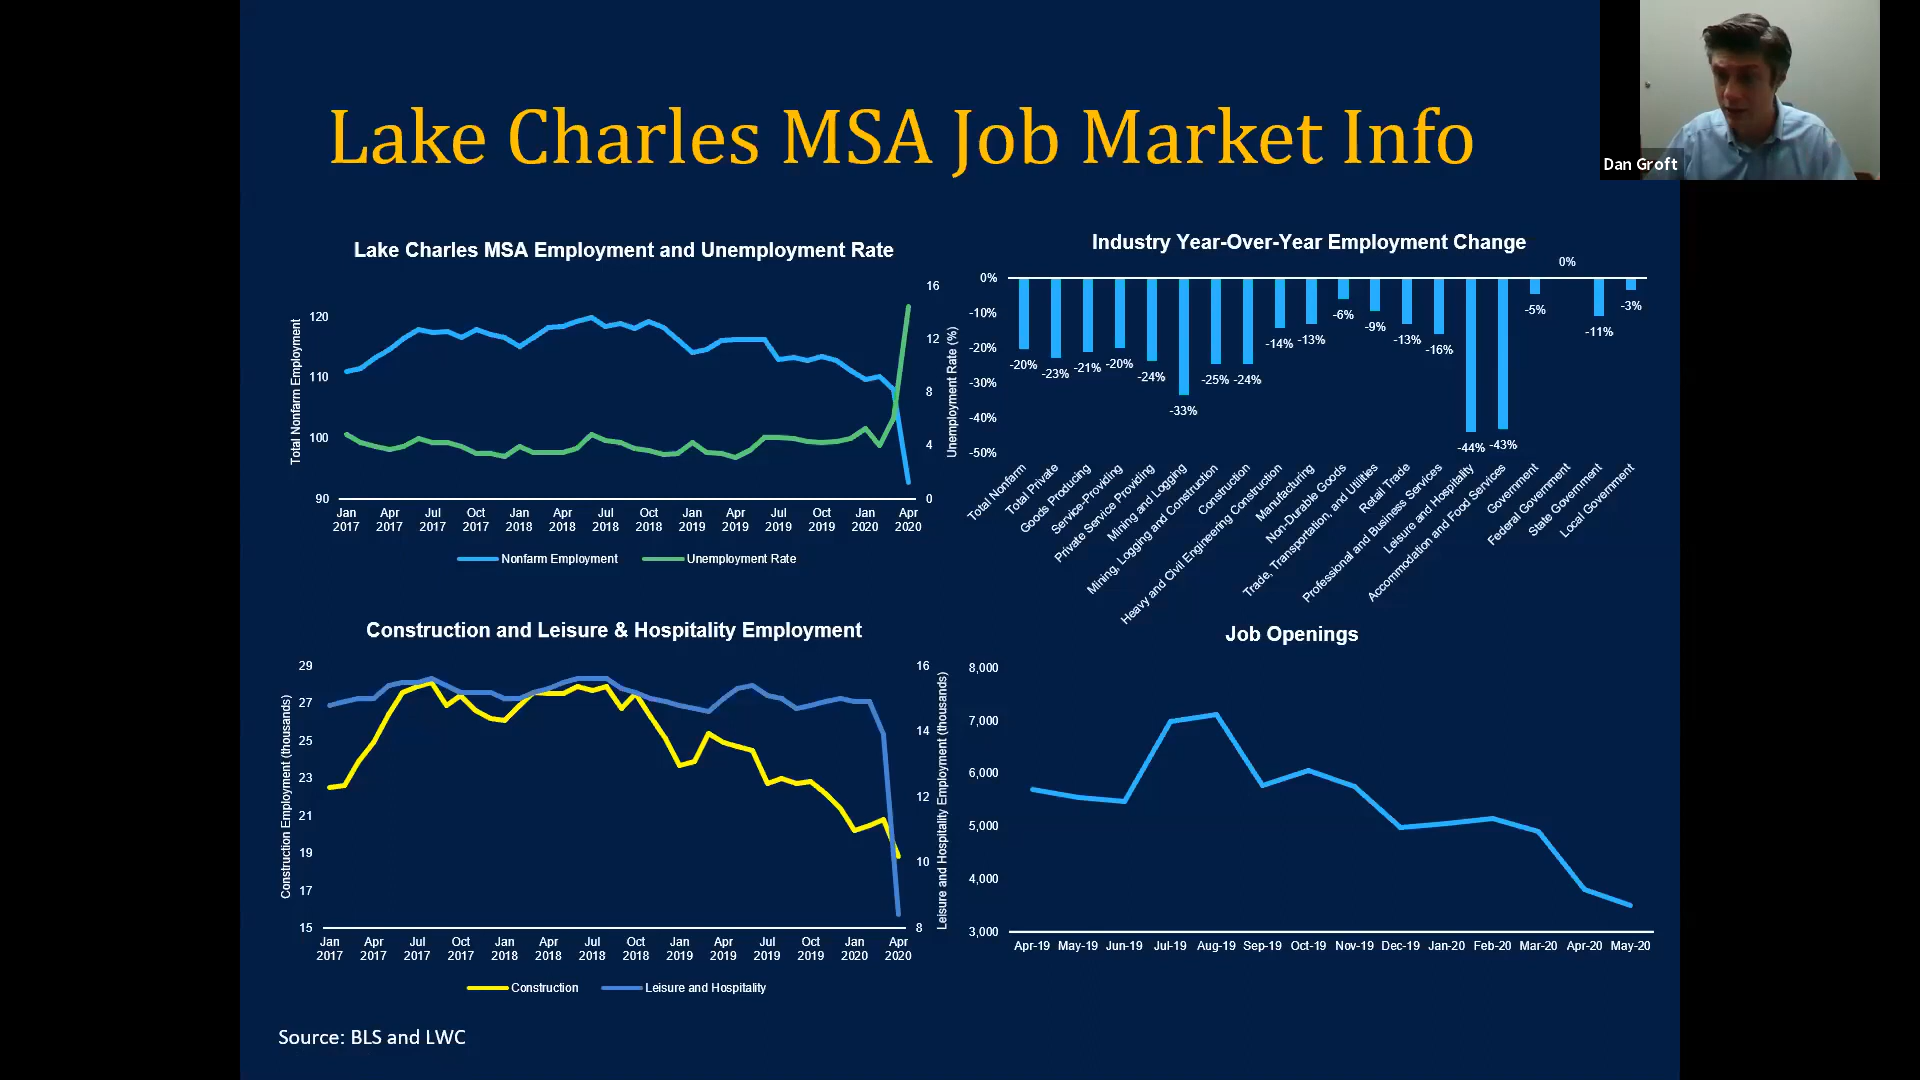 Lake Charles MSA Job Market Info
Dan Groft
Lake Charles MSA Employment and Unemployment Rate
Total Nonfarm Employment
120
110
100
90
16
12
8
4
0
Unemployment Rate (%)
Jan Apr Jul Oct Jan Apr Jul Oct Jan Apr Jul Oct Jan Apr
2017 2017 2017 2017 2018 2018 2018 2018 2019 2019 2019 2019 2020 2020
Nonfarm Employment Unemployment Rate
Industry Year-Over-Year Employment Change
0%
-10%
-20%
-30%
-40%
-50%
-20% -23% -21% -20% -24% -33% -25% -24% -14% -13% -6% -9% -13% -16% -44% -43% -5% 0% -11% -3%
Total Nonfarm
Total Private
Goods Producing
Service-Providing
Private Service Providing
Mining and Logging
Mining, Logging and Construction
Construction
Heavy and Civil Engineering Construction
Manufacturing
Non-Durable Goods
Trade, Transportation, and Utilities
Retail Trade
Professional and Business Services
Leisure and Hospitality
Accommodation and Food Services
Government
Federal Government
State Government
Local Government
Construction and Leisure & Hospitality Employment
Construction Employment (thousands)
29
27
25
23
21
19
17
15
16
14
12
10
8
Leisure and Hospitality Employment (thousands)
Jan Apr Jul Oct Jan Apr Jul Oct Jan Apr Jul Oct Jan Apr
2017 2017 2017 2017 2018 2018 2018 2018 2019 2019 2019 2019 2020 2020
Construction Leisure and Hospitality
Job Openings
8,000
7,000
6,000
5,000
4,000
3,000
Apr-19 May-19 Jun-19 Jul-19 Aug-19 Sep-19 Oct-19 Nov-19 Dec-19 Jan-20 Feb-20 Mar-20 Apr-20 May-20
Source: BLS and LWC